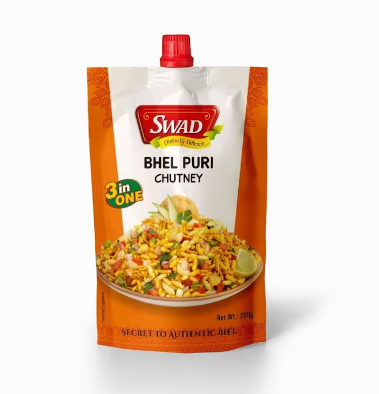 SWAD
Distinctly Different
BHEL PURI
CHUTNEY
3 in
ONE
Net Wt.: 200g
SECRET TO AUTHENTIC BHEL